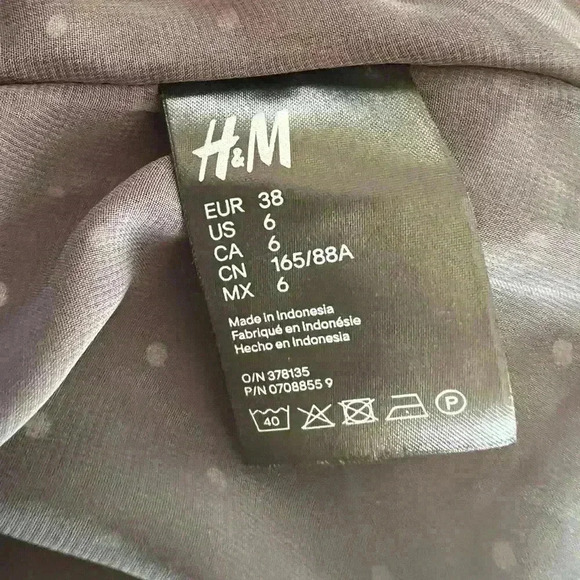 H&M
EUR 38
US 6
CA 6
CN 165/88A
MX 6
Made in Indonesia
Fabriqué en Indonésie
Hecho en Indonesia
O/N 378135
P/N 0708855 9
40 P